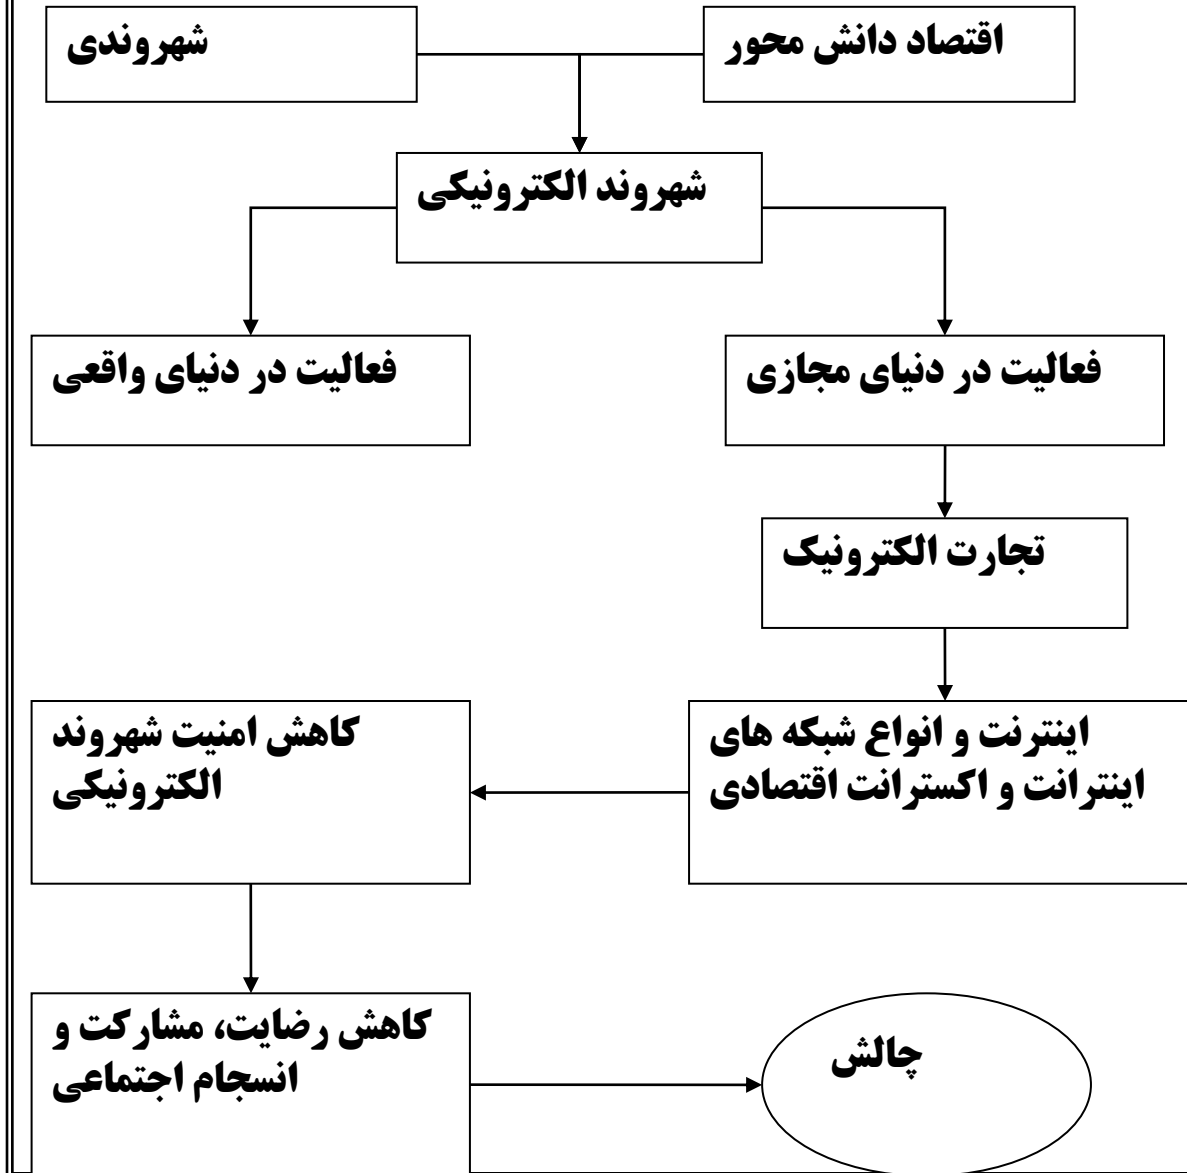 اقتصاد دانش محور
شهروندی
شهروند الکترونیکی
فعالیت در دنیای مجازی
فعالیت در دنیای واقعی
تجارت الکترونیک
اینترنت و انواع شبکه های
اینترانت و اکسترانت اقتصادی
کاهش امنیت شهروند
الکترونیکی
کاهش رضایت، مشارکت و
انسجام اجتماعی
چالش